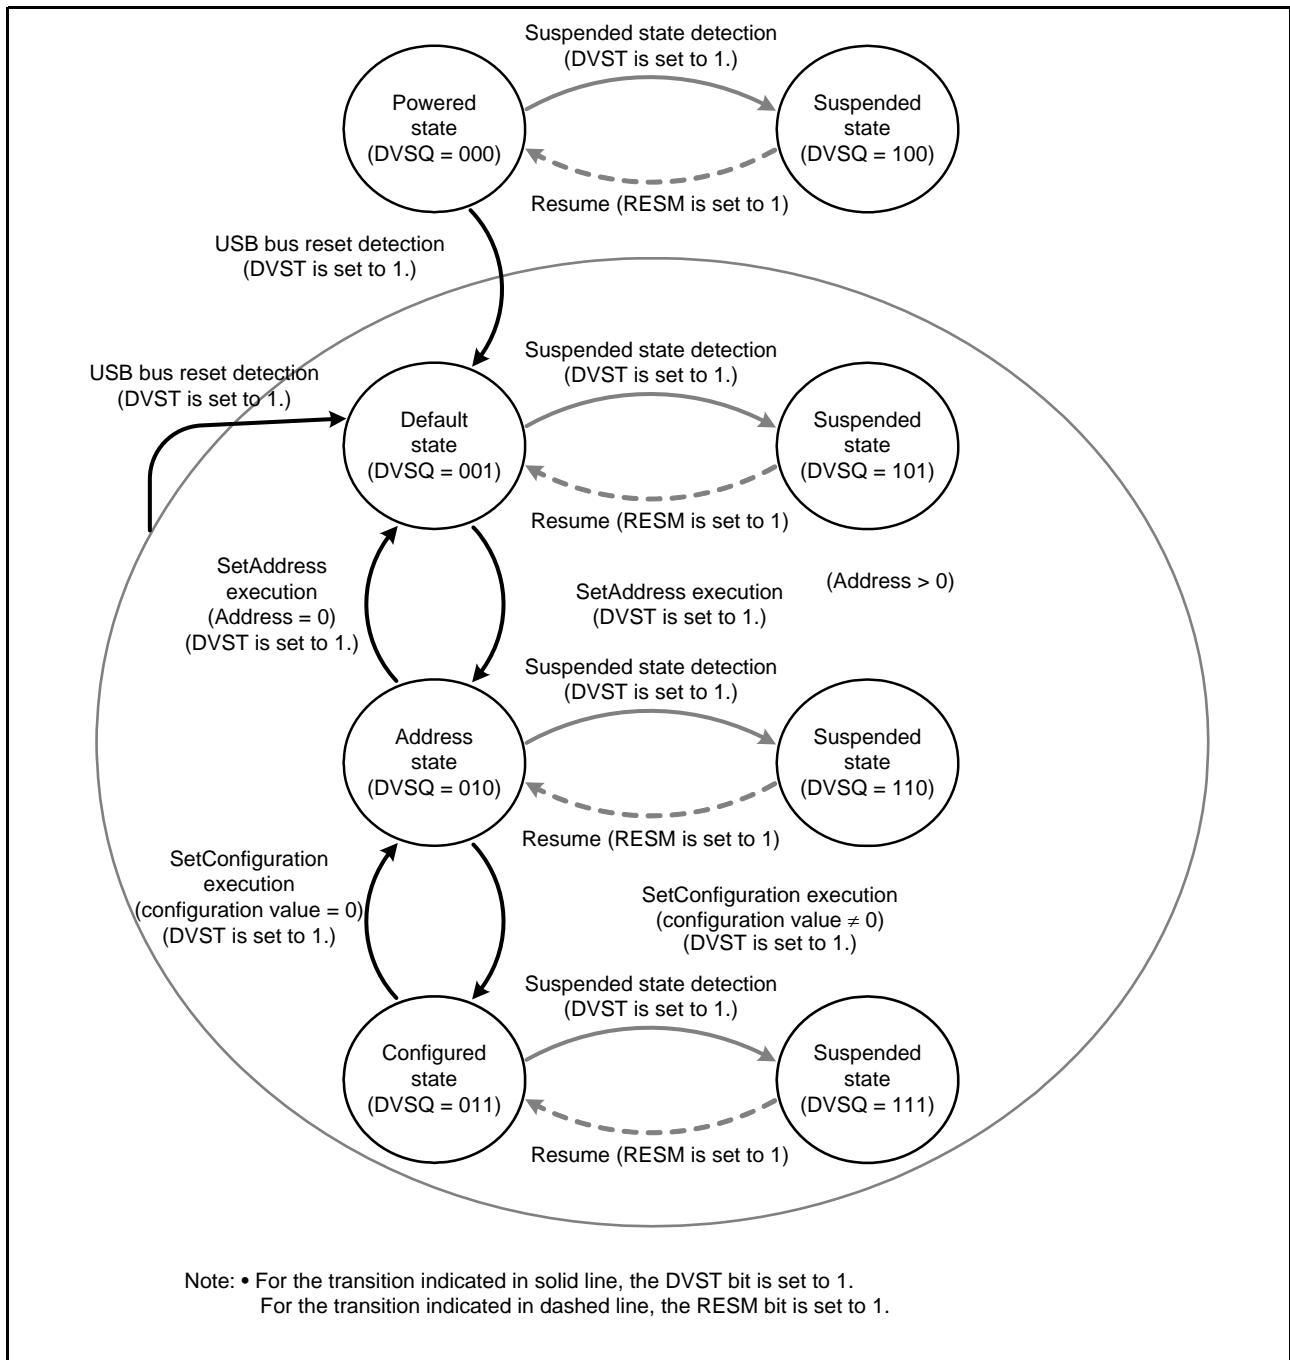 Suspended state detection
(DVST is set to 1.)
Powered
state
(DVSQ = 000)
Suspended
state
(DVSQ = 100)
Resume (RESM is set to 1)
USB bus reset detection
(DVST is set to 1.)
USB bus reset detection
(DVST is set to 1.)
Suspended state detection
(DVST is set to 1.)
Default
state
(DVSQ = 001)
Suspended
state
(DVSQ = 101)
Resume (RESM is set to 1)
SetAddress
execution
(Address = 0)
(DVST is set to 1.)
SetAddress execution
(DVST is set to 1.)
(Address > 0)
Suspended state detection
(DVST is set to 1.)
Address
state
(DVSQ = 010)
Suspended
state
(DVSQ = 110)
Resume (RESM is set to 1)
SetConfiguration
execution
(configuration value = 0)
(DVST is set to 1.)
SetConfiguration execution
(configuration value ≠ 0)
(DVST is set to 1.)
Suspended state detection
(DVST is set to 1.)
Configured
state
(DVSQ = 011)
Suspended
state
(DVSQ = 111)
Resume (RESM is set to 1)
Note: • For the transition indicated in solid line, the DVST bit is set to 1.
For the transition indicated in dashed line, the RESM bit is set to 1.